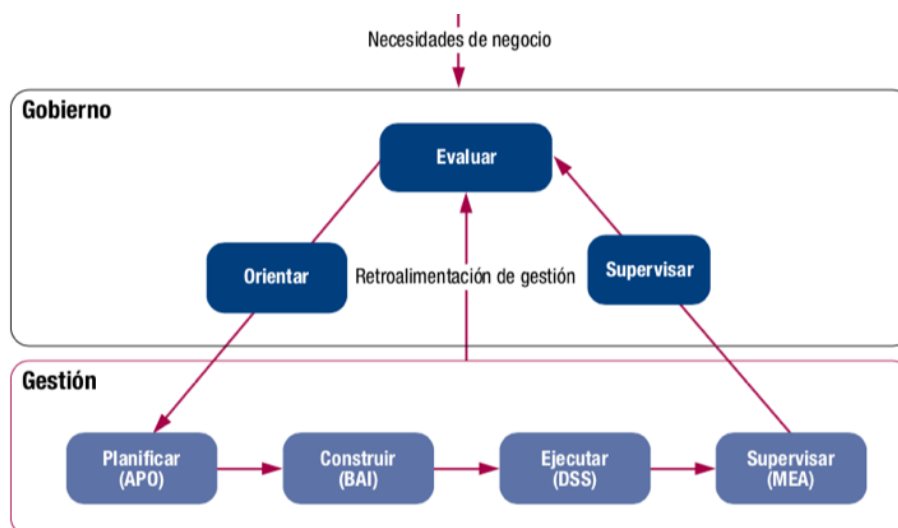 Necesidades de negocio
Gobierno
Evaluar
Orientar
Retroalimentación de gestión
Supervisar
Gestión
Planificar
(APO)
Construir
(BAI)
Ejecutar
(DSS)
Supervisar
(MEA)